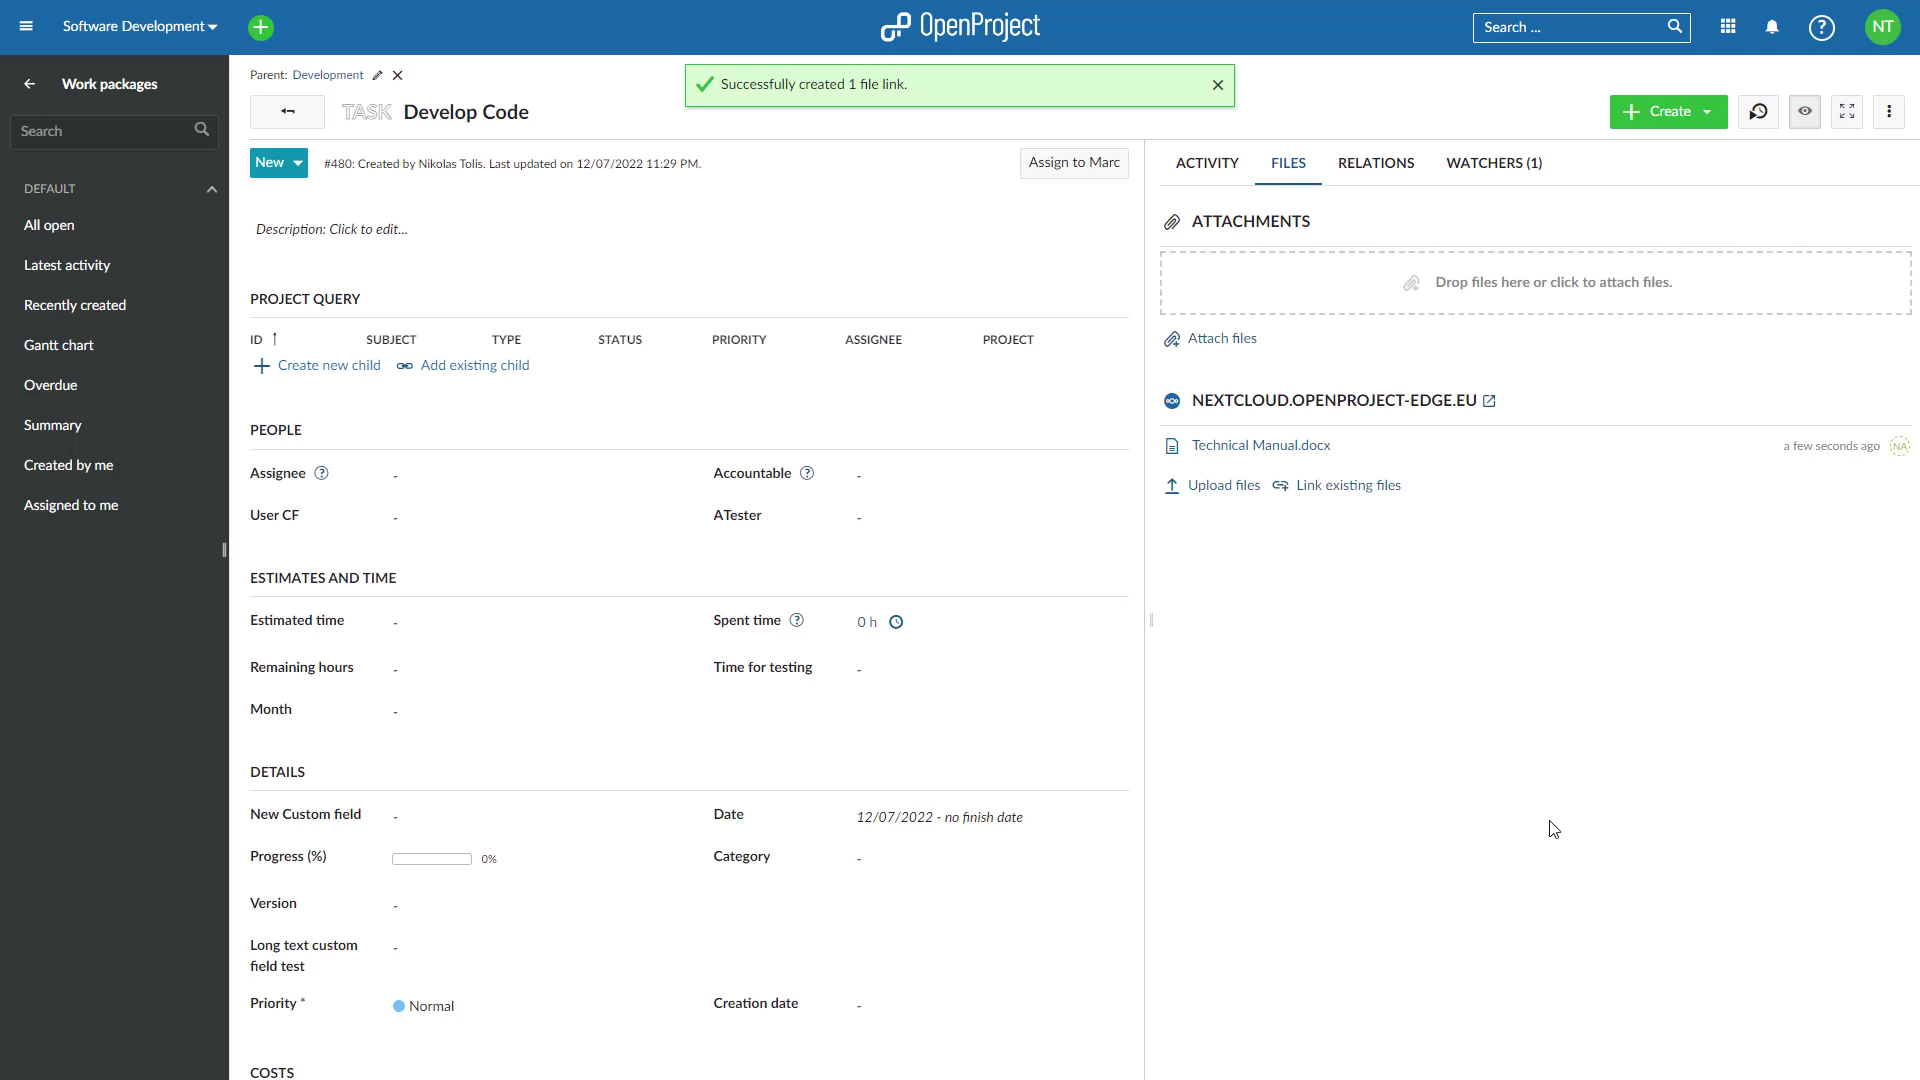 Software Development
OpenProject
Search ...
NT
Work packages
Search
DEFAULT
All open
Latest activity
Recently created
Gantt chart
Overdue
Summary
Created by me
Assigned to me
Parent: Development
Successfully created 1 file link.
TASK Develop Code
Create
New
#480: Created by Nikolas Tolis. Last updated on 12/07/2022 11:29 PM.
Assign to Marc
Description: Click to edit...
PROJECT QUERY
ID SUBJECT TYPE STATUS PRIORITY ASSIGNEE PROJECT
Create new child Add existing child
PEOPLE
Assignee ? - Accountable ? -
User CF - ATester -
ESTIMATES AND TIME
Estimated time - Spent time ? 0 h
Remaining hours - Time for testing -
Month -
DETAILS
New Custom field - Date 12/07/2022 - no finish date
Progress (%) 0% Category -
Version -
Long text custom
field test -
Priority * Normal Creation date -
COSTS
ACTIVITY FILES RELATIONS WATCHERS (1)
ATTACHMENTS
Drop files here or click to attach files.
Attach files
NEXTCLOUD.OPENPROJECT-EDGE.EU
Technical Manual.docx a few seconds ago NA
Upload files Link existing files